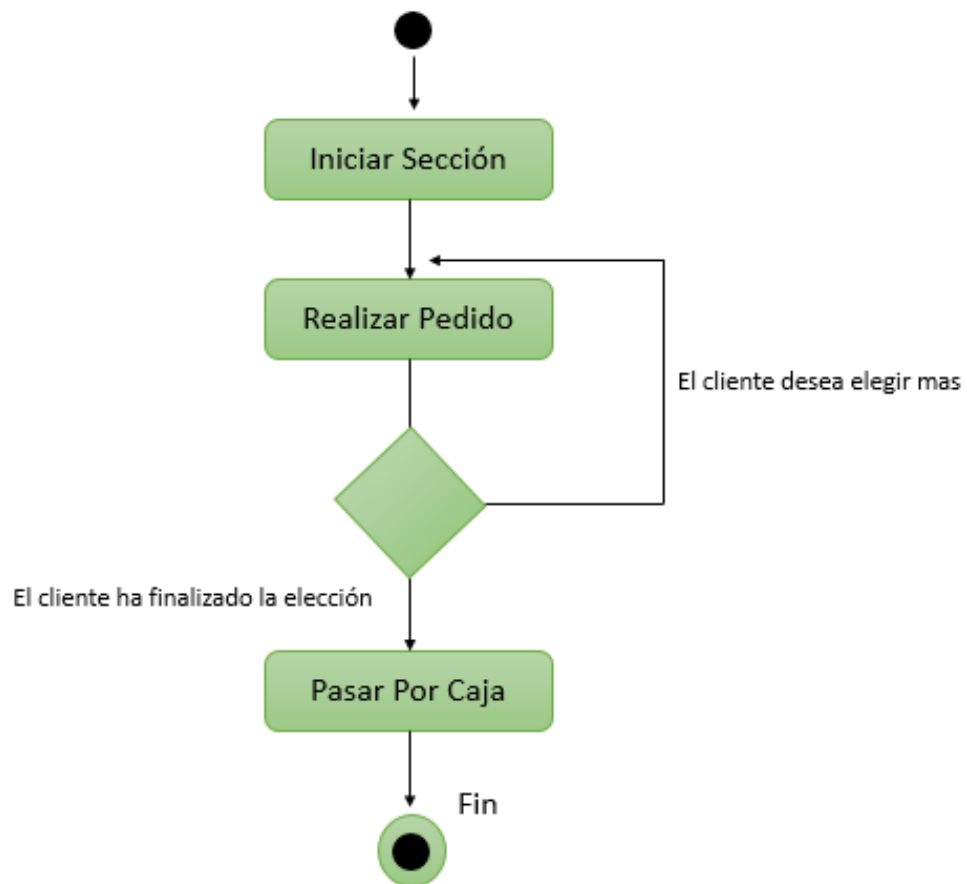 Iniciar Sección
Realizar Pedido
El cliente desea elegir mas
El cliente ha finalizado la elección
Pasar Por Caja
Fin